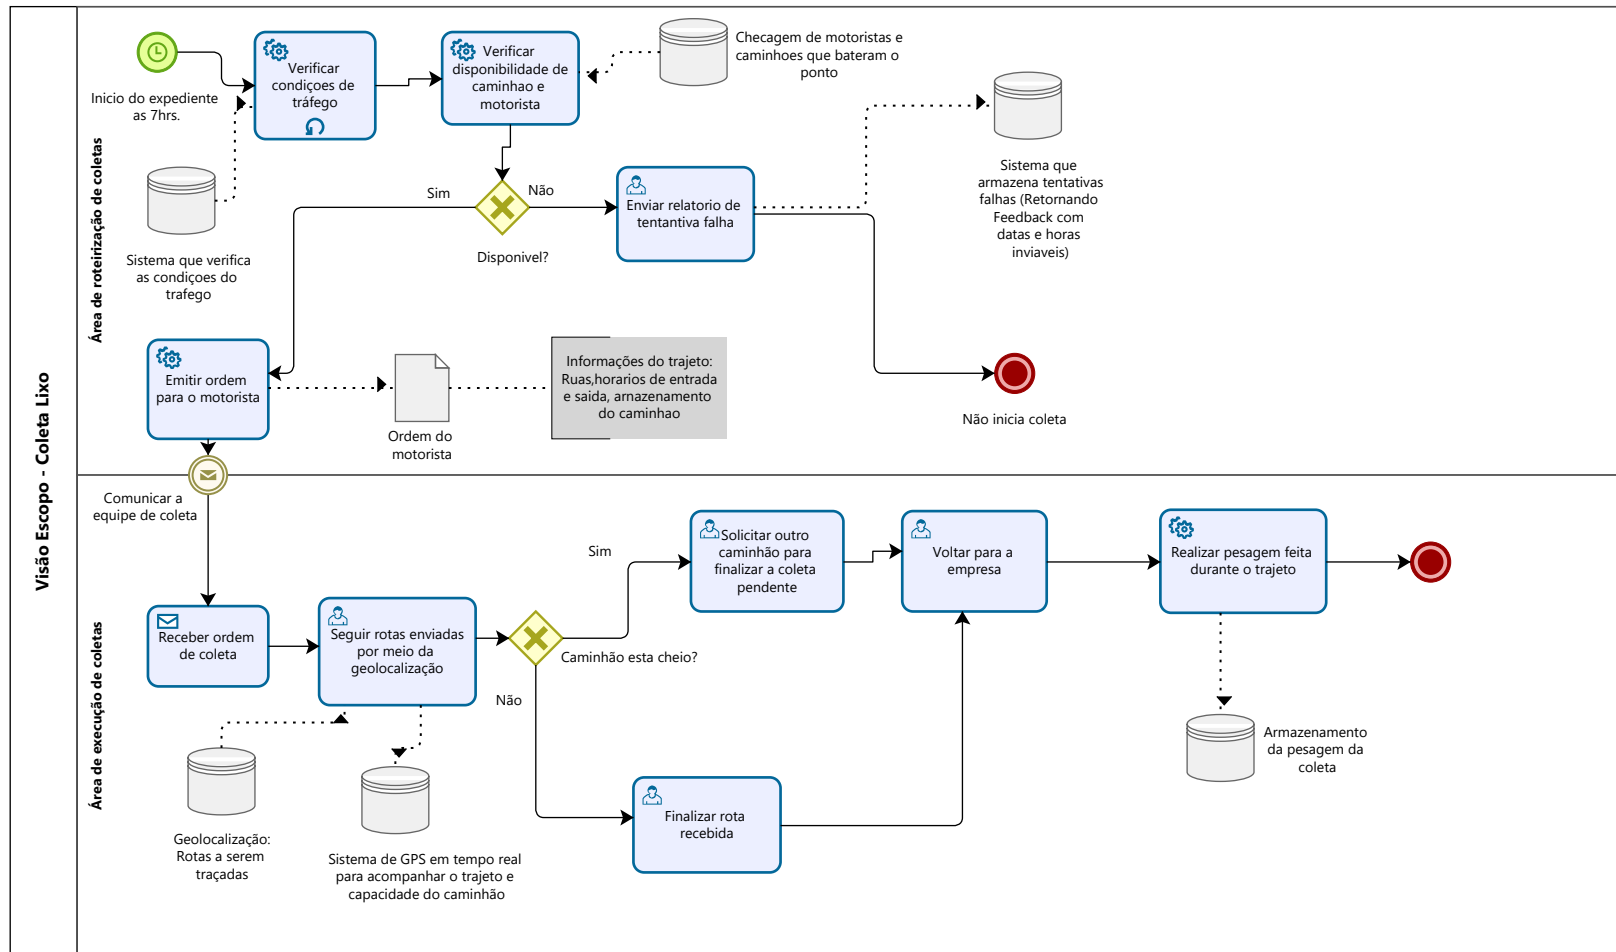 Visão Escopo - Coleta Lixo
Área de roteirização de coletas
Inicio do expediente
as 7hrs.
Verificar
condiçoes de
tráfego
Verificar
disponibilidade de
caminhao e
motorista
Checagem de motoristas e
caminhoes que bateram o
ponto
Sistema que
armazena tentativas
falhas (Retornando
Feedback com
datas e horas
inviaveis)
Sistema que verifica
as condiçoes do
trafego
Sim
Não
Disponivel?
Enviar relatorio de
tentantiva falha
Emitir ordem
para o motorista
Ordem do
motorista
Informações do trajeto:
Ruas,horarios de entrada
e saida, arnazenamento
do caminhao
Não inicia coleta
Área de execução de coletas
Comunicar a
equipe de coleta
Receber ordem
de coleta
Seguir rotas enviadas
por meio da
geolocalização
Caminhão esta cheio?
Sim
Não
Solicitar outro
caminhão para
finalizar a coleta
pendente
Voltar para a
empresa
Realizar pesagem feita
durante o trajeto
Armazenamento
da pesagem da
coleta
Geolocalização:
Rotas a serem
traçadas
Sistema de GPS em tempo real
para acompanhar o trajeto e
capacidade do caminhão
Finalizar rota
recebida